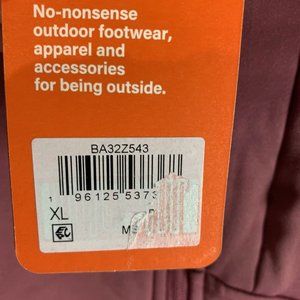 No-nonsense
outdoor footwear,
apparel and
accessories
for being outside.
BA32Z543
1 96125 5373
XL